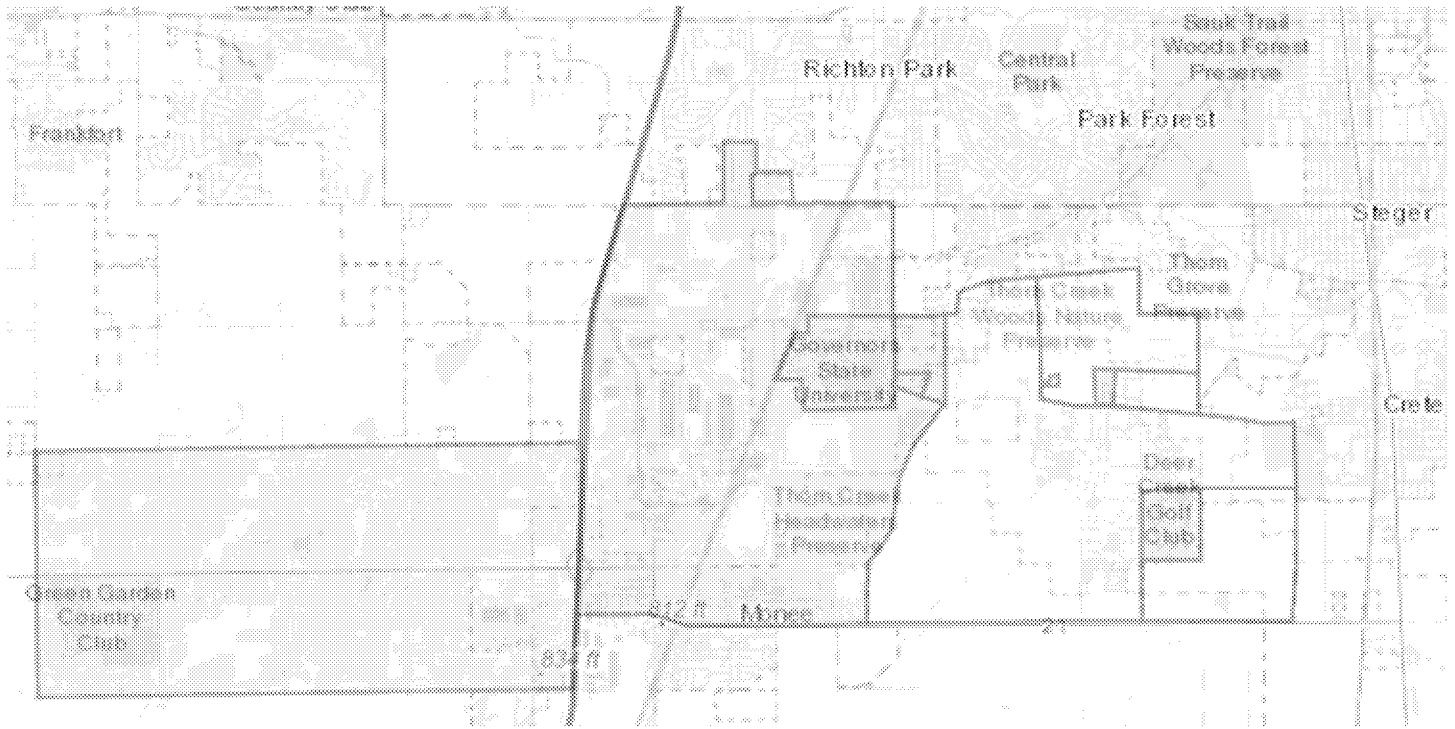 Sauk Trail
Woods Forest
Preserve
Central
Park
Richton Park
Park Forest
Frankfort
Steger
Thorn
Grove
Preserve
Thorn Creek
Woods Nature
Preserve
Governors
State
University
Crete
Deer
Creek
Golf
Club
Thorn Creek
Headwaters
Preserve
Green Garden
Country
Club
912 ft
Monee
21
834 ft